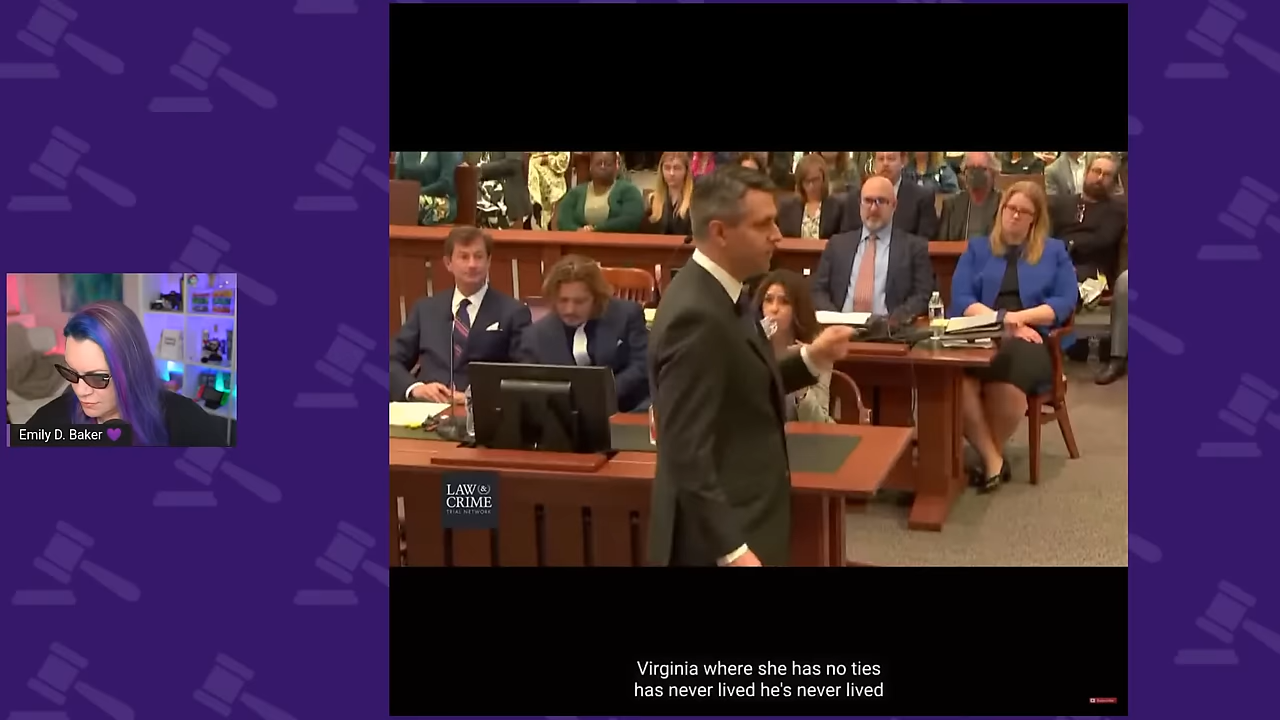 Emily D. Baker 💜
LAW &
CRIME
TRIAL NETWORK
Virginia where she has no ties
has never lived he's never lived